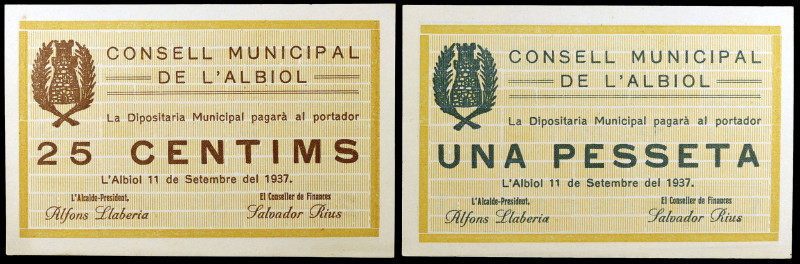 CONSELL MUNICIPAL
DE L'ALBIOL
La Dipositaria Municipal pagarà al portador
25 CENTIMS
L'Albiol 11 de Setembre del 1937.
L'Alcalde-President,
El Conseller de Finances
Alfons Llaberia
Salvador Rius
CONSELL MUNICIPAL
DE L'ALBIOL
La Dipositaria Municipal pagarà al portador
UNA PESSETA
L'Albiol 11 de Setembre del 1937.
L'Alcalde-President,
El Conseller de Finances
Alfons Llaberia
Salvador Rius